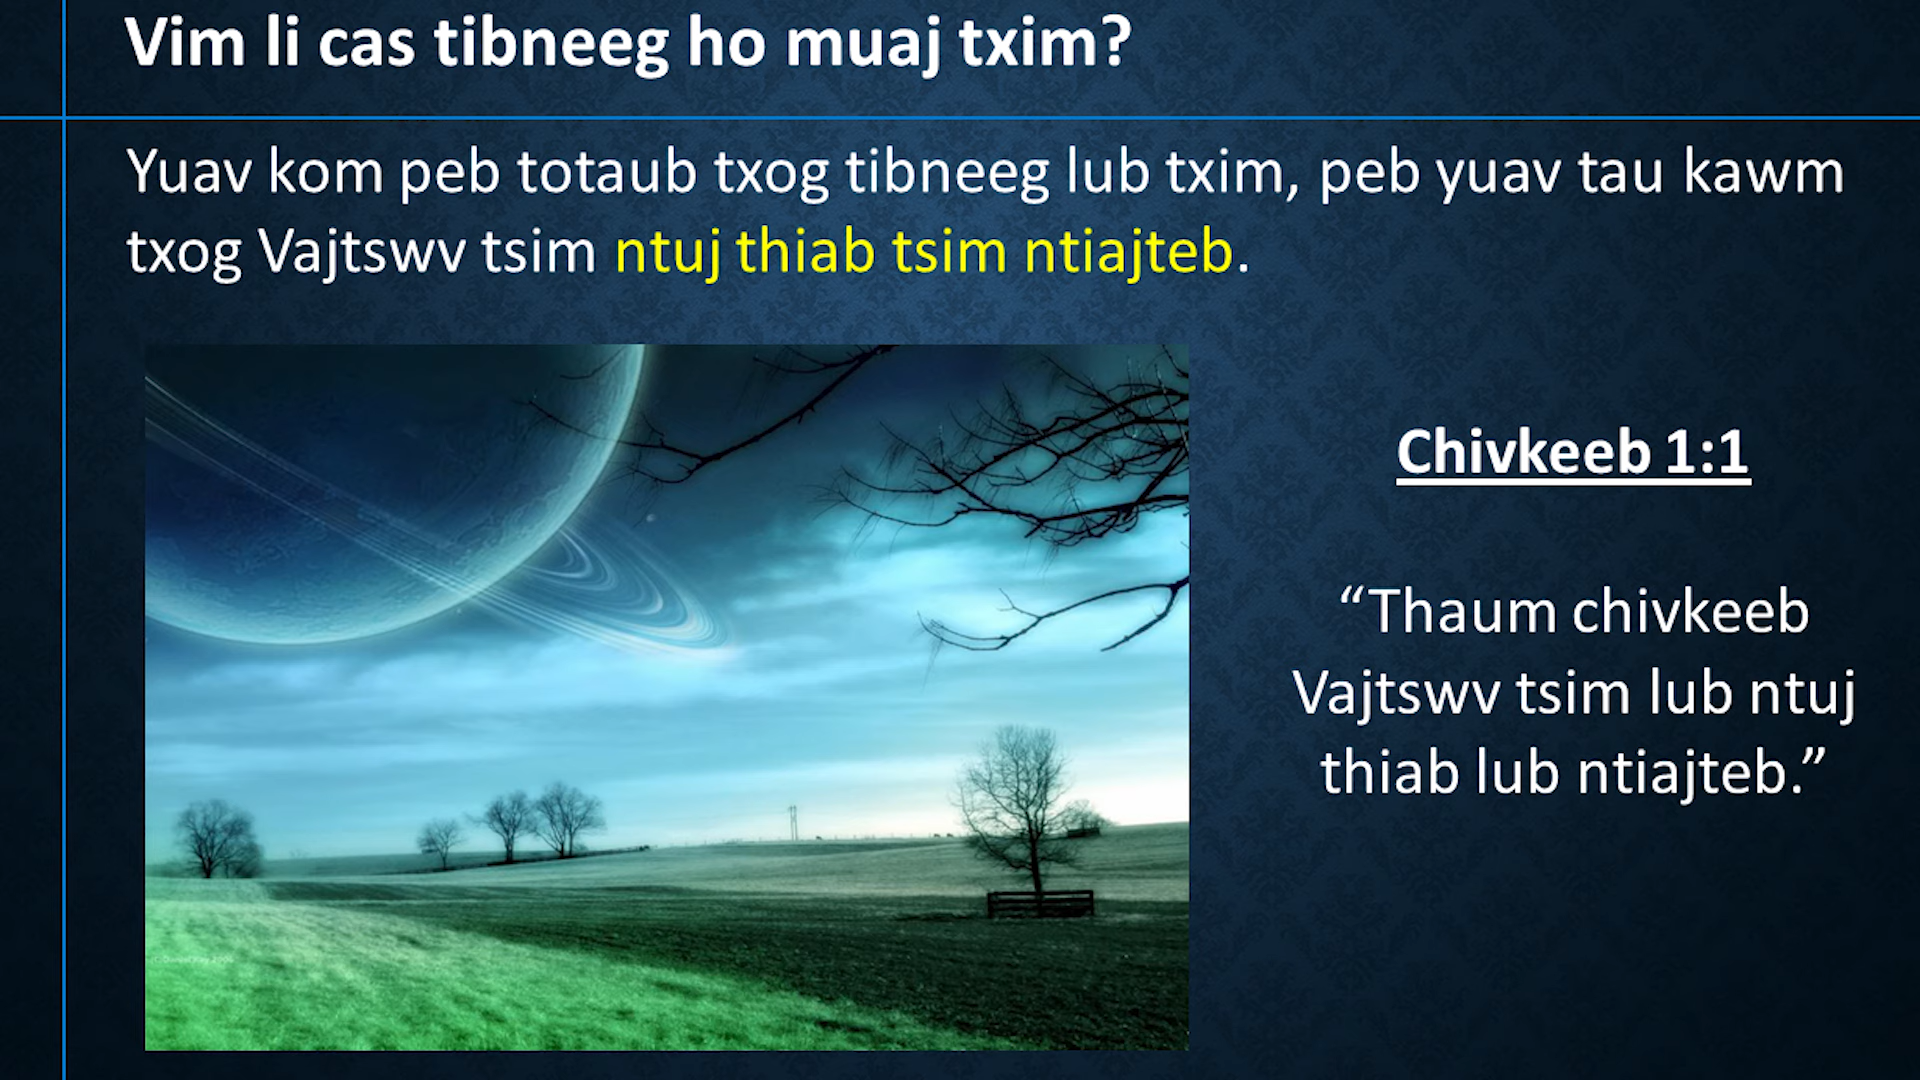 Vim li cas tibneeg ho muaj txim?
Yuav kom peb totaub txog tibneeg lub txim, peb yuav tau kawm
txog Vajtswv tsim ntuj thiab tsim ntiajteb.
Chivkeeb 1:1
“Thaum chivkeeb
Vajtswv tsim lub ntuj
thiab lub ntiajteb.”